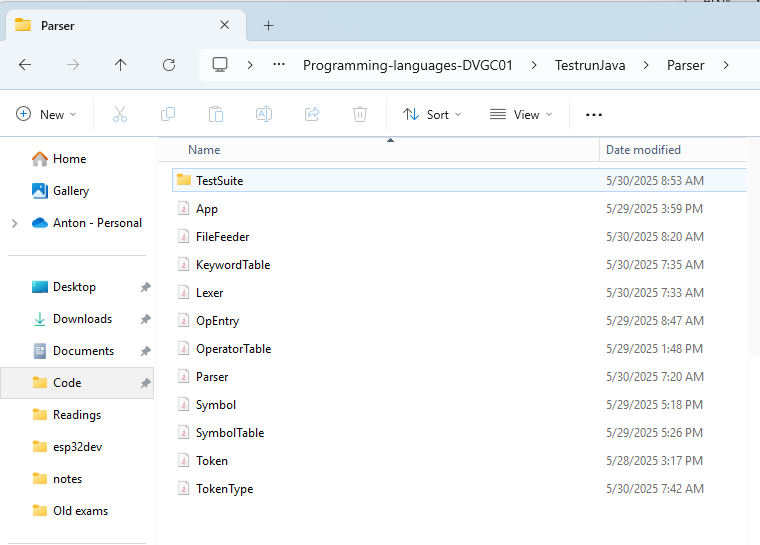 Parser
Programming-languages-DVGC01 TestrunJava Parser
New Sort View
Name Date modified
Home
Gallery
Anton - Personal
Desktop
Downloads
Documents
Code
Readings
esp32dev
notes
Old exams
TestSuite 5/30/2025 8:53 AM
App 5/29/2025 3:59 PM
FileFeeder 5/30/2025 8:20 AM
KeywordTable 5/30/2025 7:35 AM
Lexer 5/30/2025 7:33 AM
OpEntry 5/29/2025 8:47 AM
OperatorTable 5/29/2025 1:48 PM
Parser 5/30/2025 7:20 AM
Symbol 5/29/2025 5:18 PM
SymbolTable 5/29/2025 5:26 PM
Token 5/28/2025 3:17 PM
TokenType 5/30/2025 7:42 AM